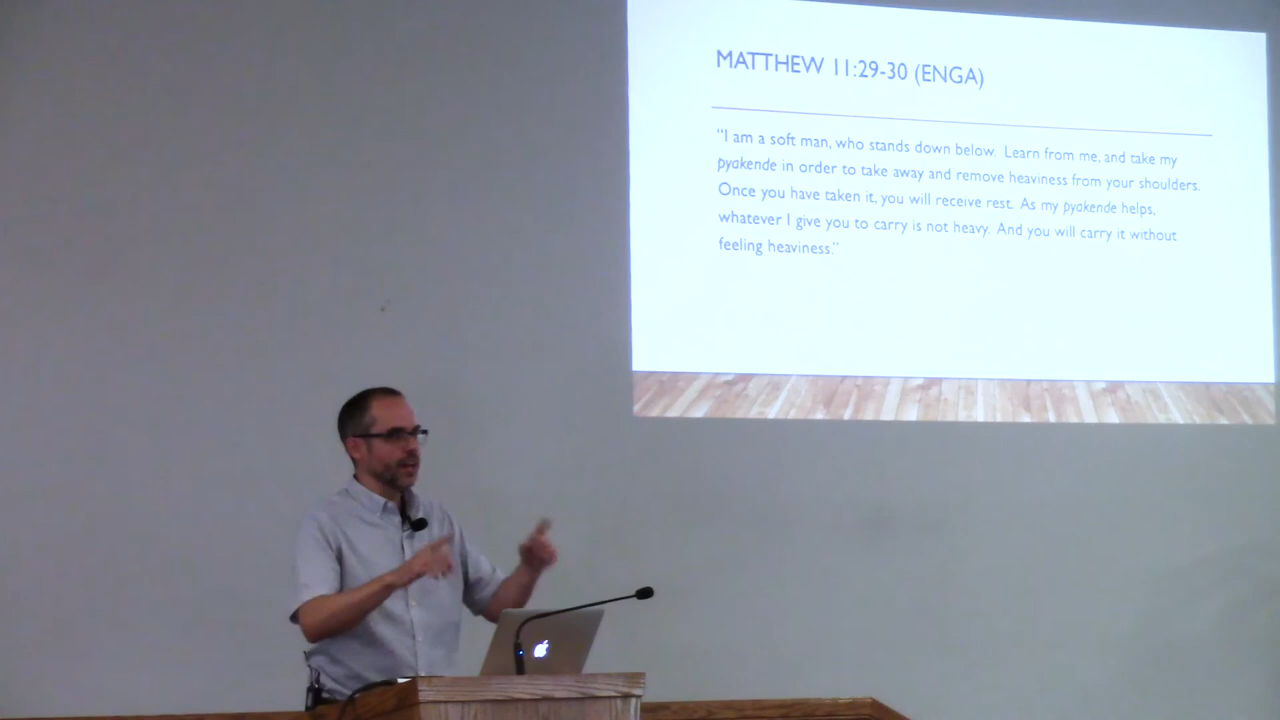 MATTHEW 11:29-30 (ENGA)
"I am a soft man, who stands down below. Learn from me, and take my
pyakende in order to take away and remove heaviness from your shoulders.
Once you have taken it, you will receive rest. As my pyakende helps,
whatever I give you to carry is not heavy. And you will carry it without
feeling heaviness."